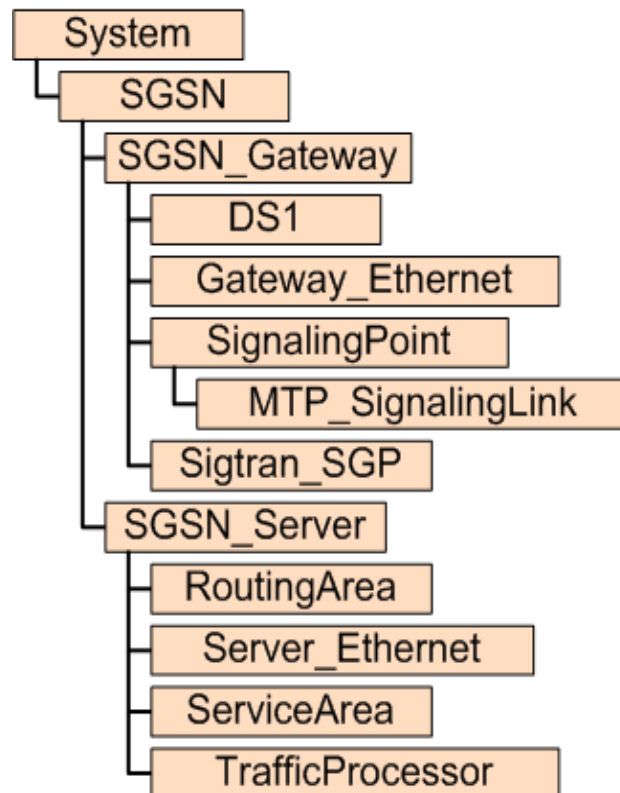 System
SGSN
SGSN_Gateway
DS1
Gateway_Ethernet
SignalingPoint
MTP_SignalingLink
Sigtran_SGP
SGSN_Server
RoutingArea
Server_Ethernet
ServiceArea
TrafficProcessor